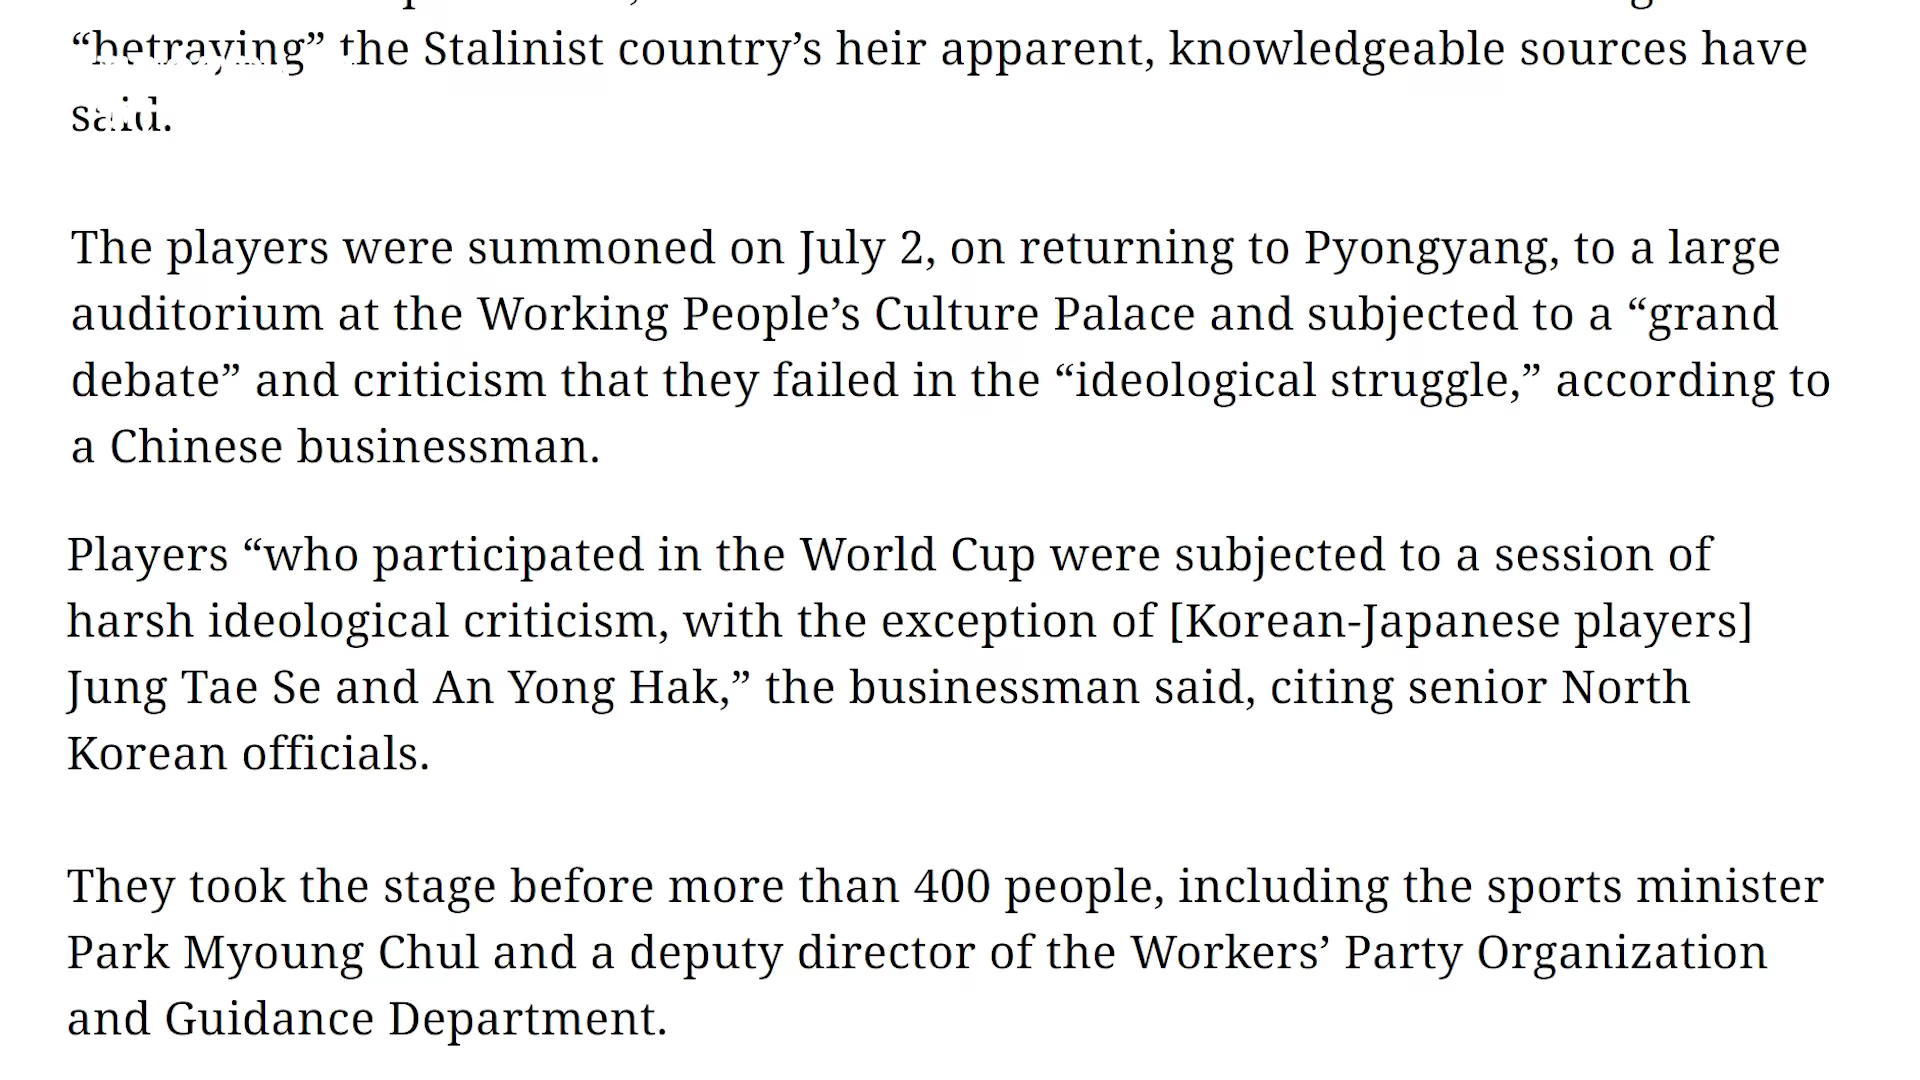 “betraying” the Stalinist country’s heir apparent, knowledgeable sources have
said.
The players were summoned on July 2, on returning to Pyongyang, to a large
auditorium at the Working People’s Culture Palace and subjected to a “grand
debate” and criticism that they failed in the “ideological struggle,” according to
a Chinese businessman.
Players “who participated in the World Cup were subjected to a session of
harsh ideological criticism, with the exception of [Korean-Japanese players]
Jung Tae Se and An Yong Hak,” the businessman said, citing senior North
Korean officials.
They took the stage before more than 400 people, including the sports minister
Park Myoung Chul and a deputy director of the Workers’ Party Organization
and Guidance Department.